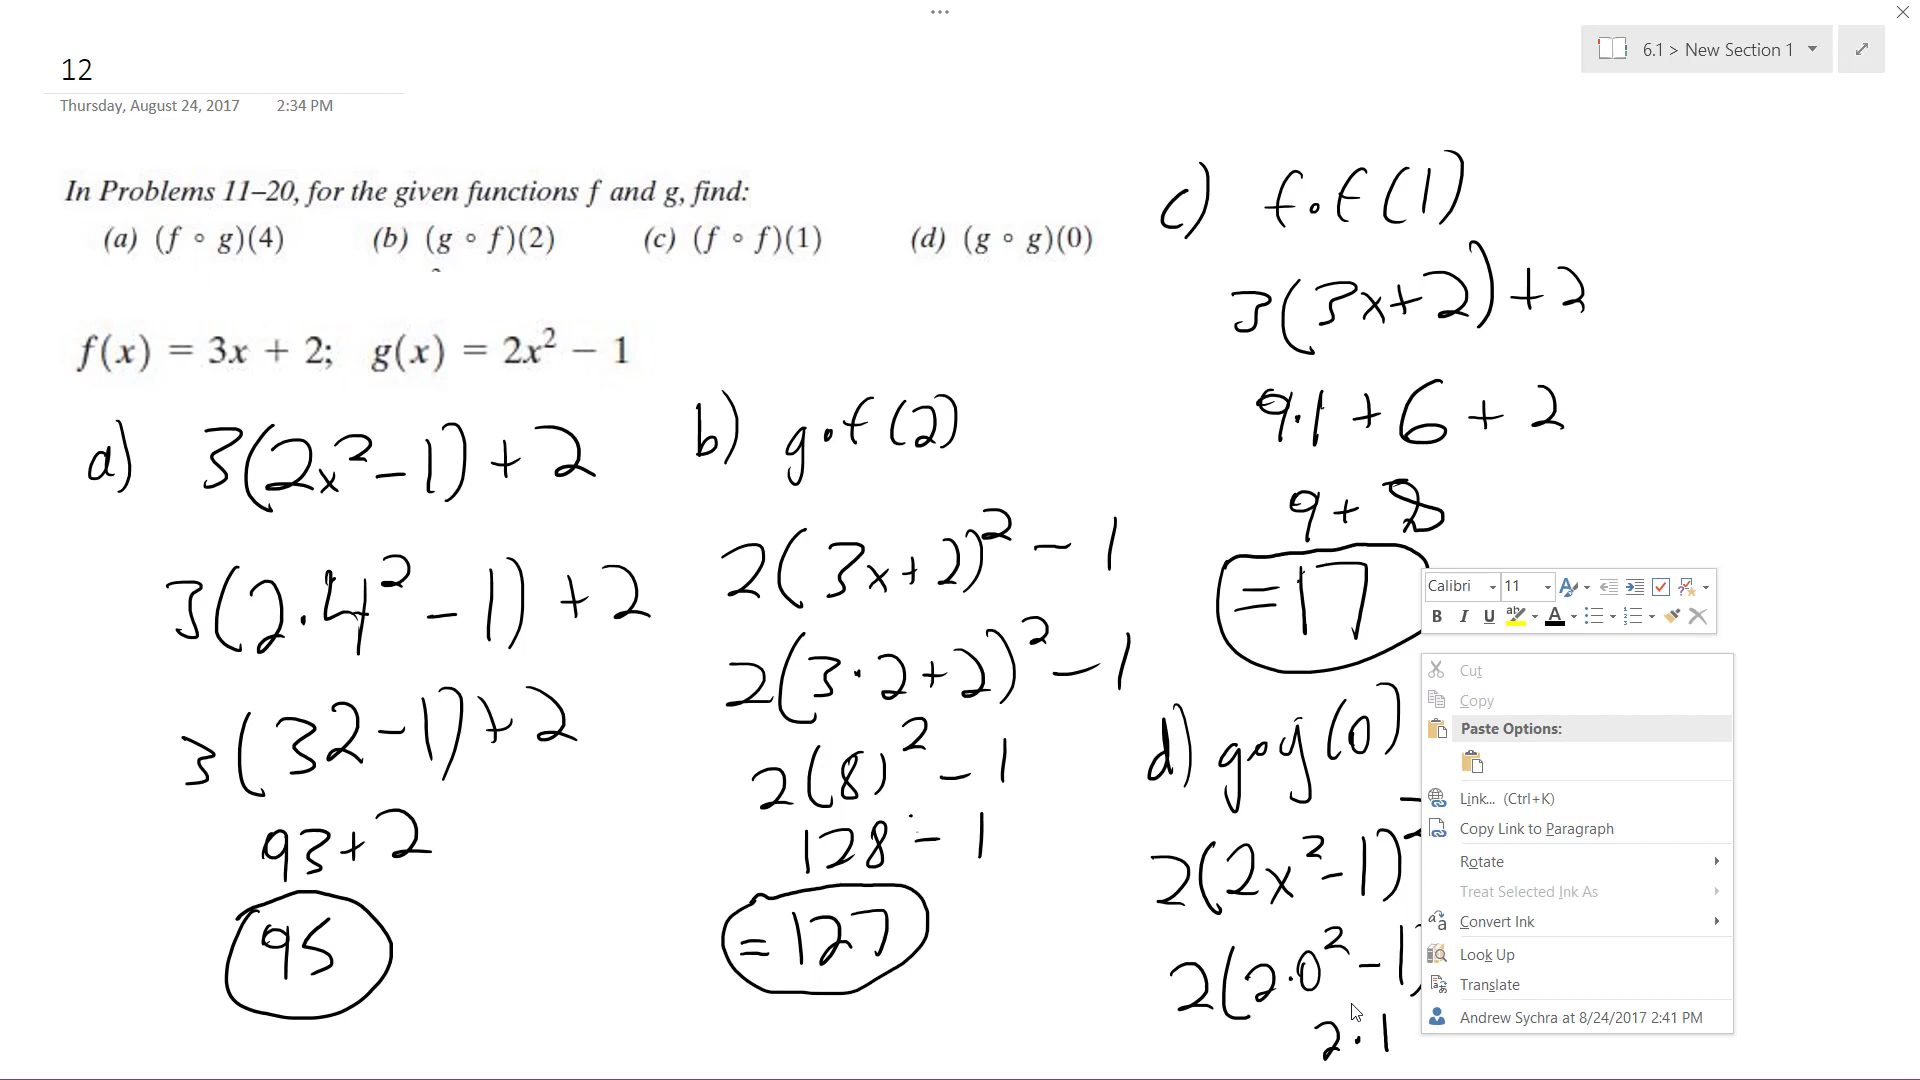 6.1 > New Section 1
12
Thursday, August 24, 2017 2:34 PM
In Problems 11–20, for the given functions f and g, find:
(a) (f ∘ g)(4) (b) (g ∘ f)(2) (c) (f ∘ f)(1) (d) (g ∘ g)(0)
f(x) = 3x + 2; g(x) = 2x² − 1
a) 3(2x² − 1) + 2
3(2·4² − 1) + 2
3(32 − 1) + 2
93 + 2
95
b) g∘f(2)
2(3x + 2)² − 1
2(3·2 + 2)² − 1
2(8)² − 1
128 − 1
= 127
c) f∘f(1)
3(3x + 2) + 2
9·1 + 6 + 2
9 + 8
= 17
d) g∘g(0)
2(2x² − 1)
2(2·0² − 1)
2·1
Calibri 11
B I U A
Cut
Copy
Paste Options:
Link... (Ctrl+K)
Copy Link to Paragraph
Rotate
Treat Selected Ink As
Convert Ink
Look Up
Translate
Andrew Sychra at 8/24/2017 2:41 PM